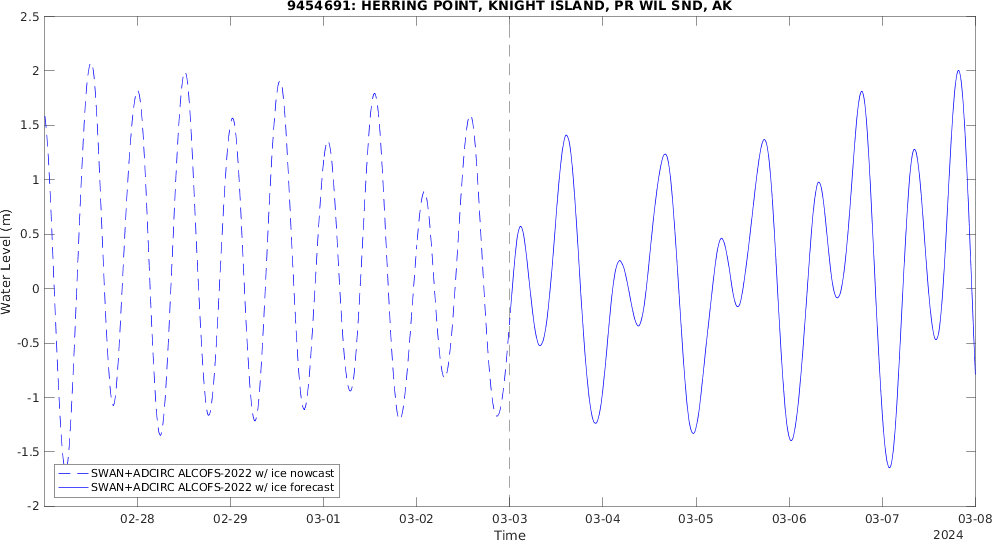 9454691: HERRING POINT, KNIGHT ISLAND, PR WIL SND, AK
2.5
2
1.5
1
0.5
0
-0.5
-1
-1.5
-2
Water Level (m)
SWAN+ADCIRC ALCOFS-2022 w/ ice nowcast
SWAN+ADCIRC ALCOFS-2022 w/ ice forecast
02-28 02-29 03-01 03-02 03-03 03-04 03-05 03-06 03-07 03-08
Time
2024